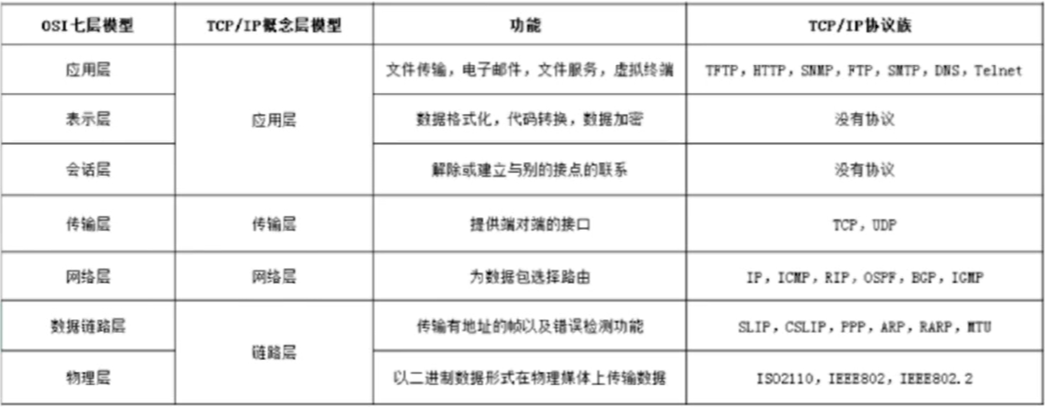 OSI七层模型 TCP/IP概念层模型 功能 TCP/IP协议族
应用层 文件传输，电子邮件，文件服务，虚拟终端 TFTP，HTTP，SNMP，FTP，SMTP，DNS，Telnet
表示层 应用层 数据格式化，代码转换，数据加密 没有协议
会话层 解除或建立与别的接点的联系 没有协议
传输层 传输层 提供端对端的接口 TCP，UDP
网络层 网络层 为数据包选择路由 IP，ICMP，RIP，OSPF，BGP，IGMP
数据链路层 传输有地址的帧以及错误检测功能 SLIP，CSLIP，PPP，ARP，RARP，MTU
链路层
物理层 以二进制数据形式在物理媒体上传输数据 ISO2110，IEEE802，IEEE802.2